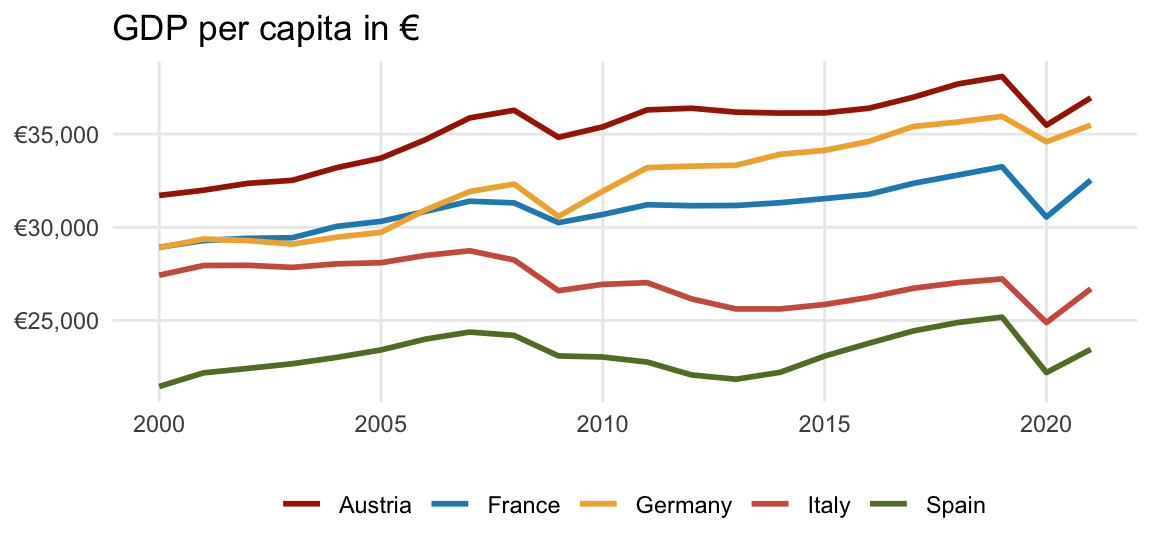 GDP per capita in €
€35,000
€30,000
€25,000
2000 2005 2010 2015 2020
Austria France Germany Italy Spain